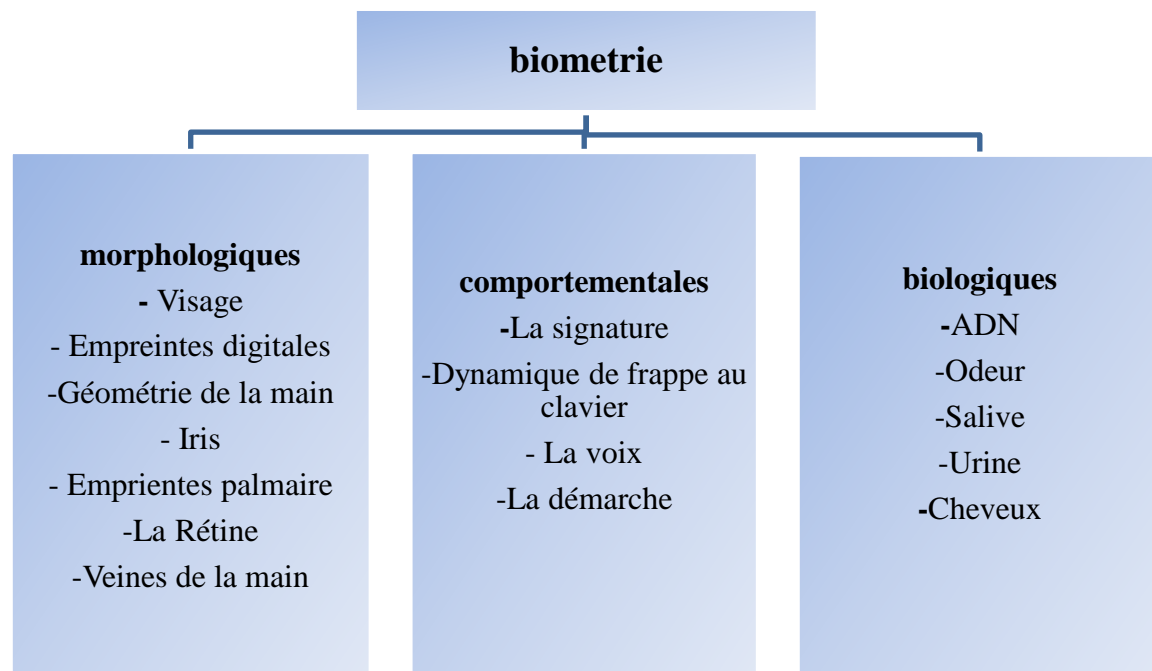 biometrie
morphologiques
- Visage
- Empreintes digitales
-Géométrie de la main
- Iris
- Emprientes palmaire
-La Rétine
-Veines de la main
comportementales
-La signature
-Dynamique de frappe au
clavier
- La voix
-La démarche
biologiques
-ADN
-Odeur
-Salive
-Urine
-Cheveux